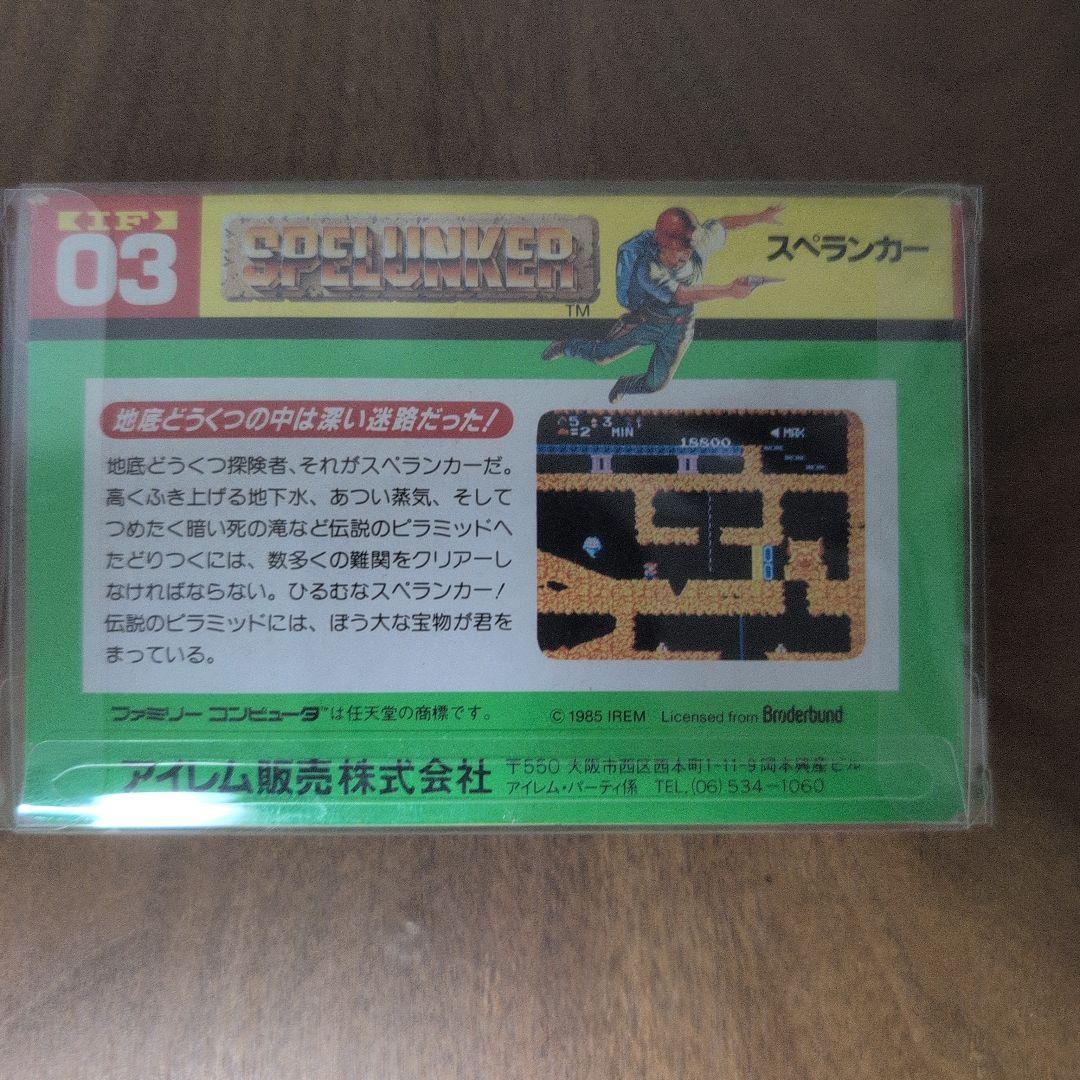 IF
03
SPELUNKER
TM
スペランカー
地底どうくつの中は深い迷路だった!
地底どうくつ探険者、それがスペランカーだ。
高くふき上げる地下水、あつい蒸気、そして
つめたく暗い死の滝など伝説のピラミッドへ
たどりつくには、数多くの難関をクリアーし
なければならない。ひるむなスペランカー!
伝説のピラミッドには、ぼう大な宝物が君を
まっている。
5 3
=2 MIN
18800
MAX
ファミリーコンピュータ™は任天堂の商標です。
© 1985 IREM Licensed from Brøderbund
アイレム販売株式会社
〒550 大阪市西区西本町1-11-9 岡本興産ビル
アイレム・パーティ係 TEL.(06)534-1060